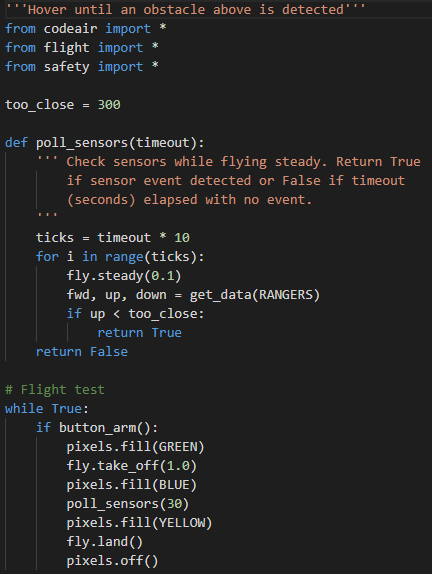 '''Hover until an obstacle above is detected'''
from codeair import *
from flight import *
from safety import *

too_close = 300

def poll_sensors(timeout):
    ''' Check sensors while flying steady. Return True
        if sensor event detected or False if timeout
        (seconds) elapsed with no event.
    '''
    ticks = timeout * 10
    for i in range(ticks):
        fly.steady(0.1)
        fwd, up, down = get_data(RANGERS)
        if up < too_close:
            return True
    return False

# Flight test
while True:
    if button_arm():
        pixels.fill(GREEN)
        fly.take_off(1.0)
        pixels.fill(BLUE)
        poll_sensors(30)
        pixels.fill(YELLOW)
        fly.land()
        pixels.off()